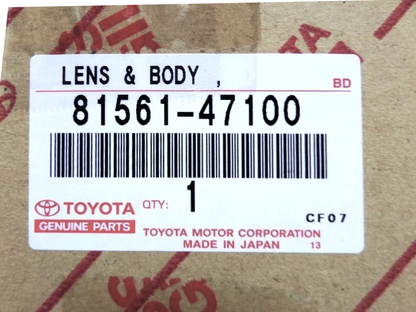 LENS & BODY ,
BD
81561-47100
1
TOYOTA QTY:
GENUINE PARTS
CF07
TOYOTA MOTOR CORPORATION
MADE IN JAPAN 13